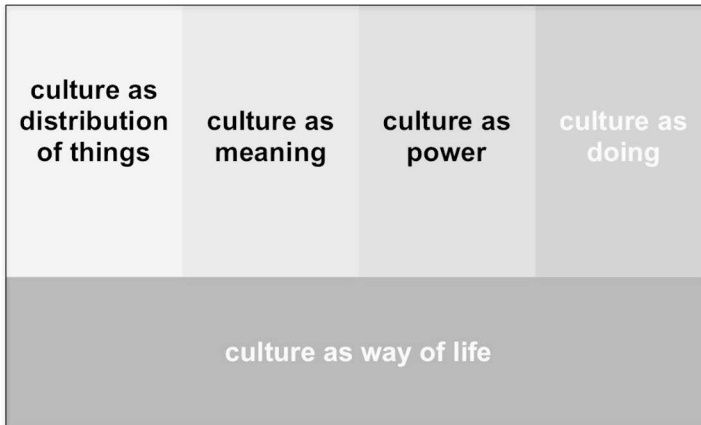 culture as
distribution
of things
culture as
meaning
culture as
power
culture as
doing
culture as way of life